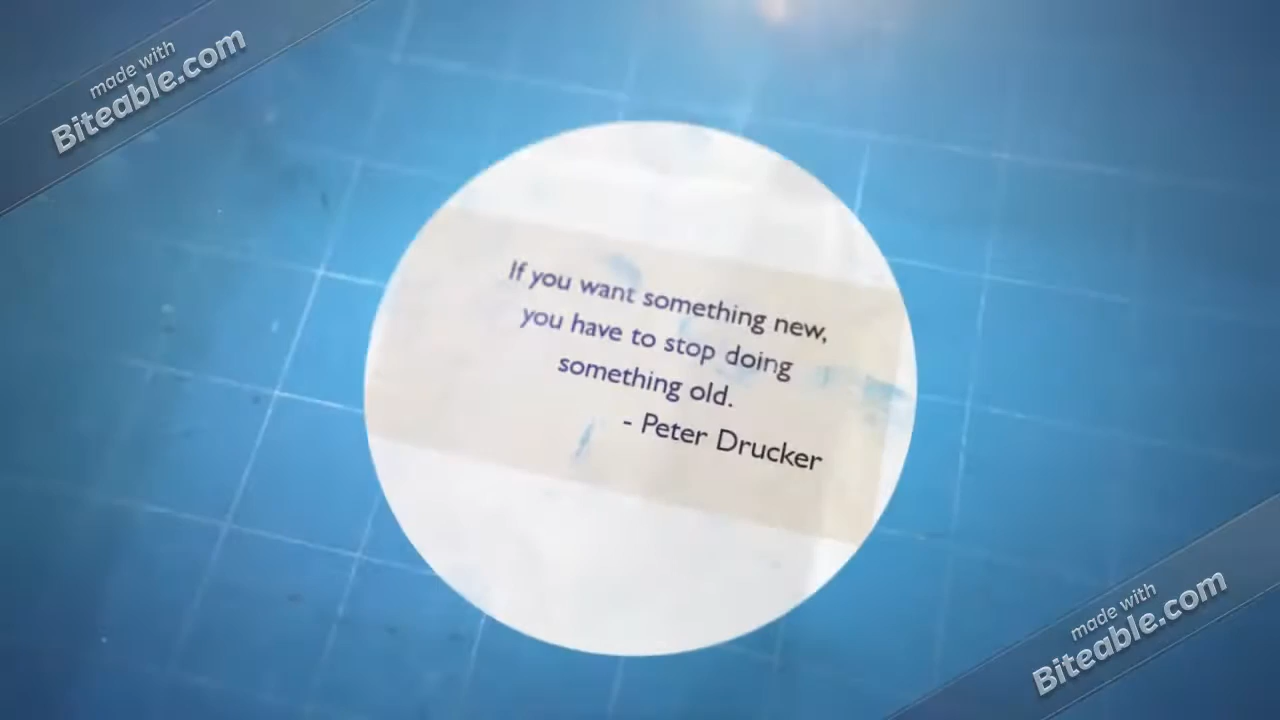 made with
Biteable.com
If you want something new,
you have to stop doing
something old.
- Peter Drucker
made with
Biteable.com